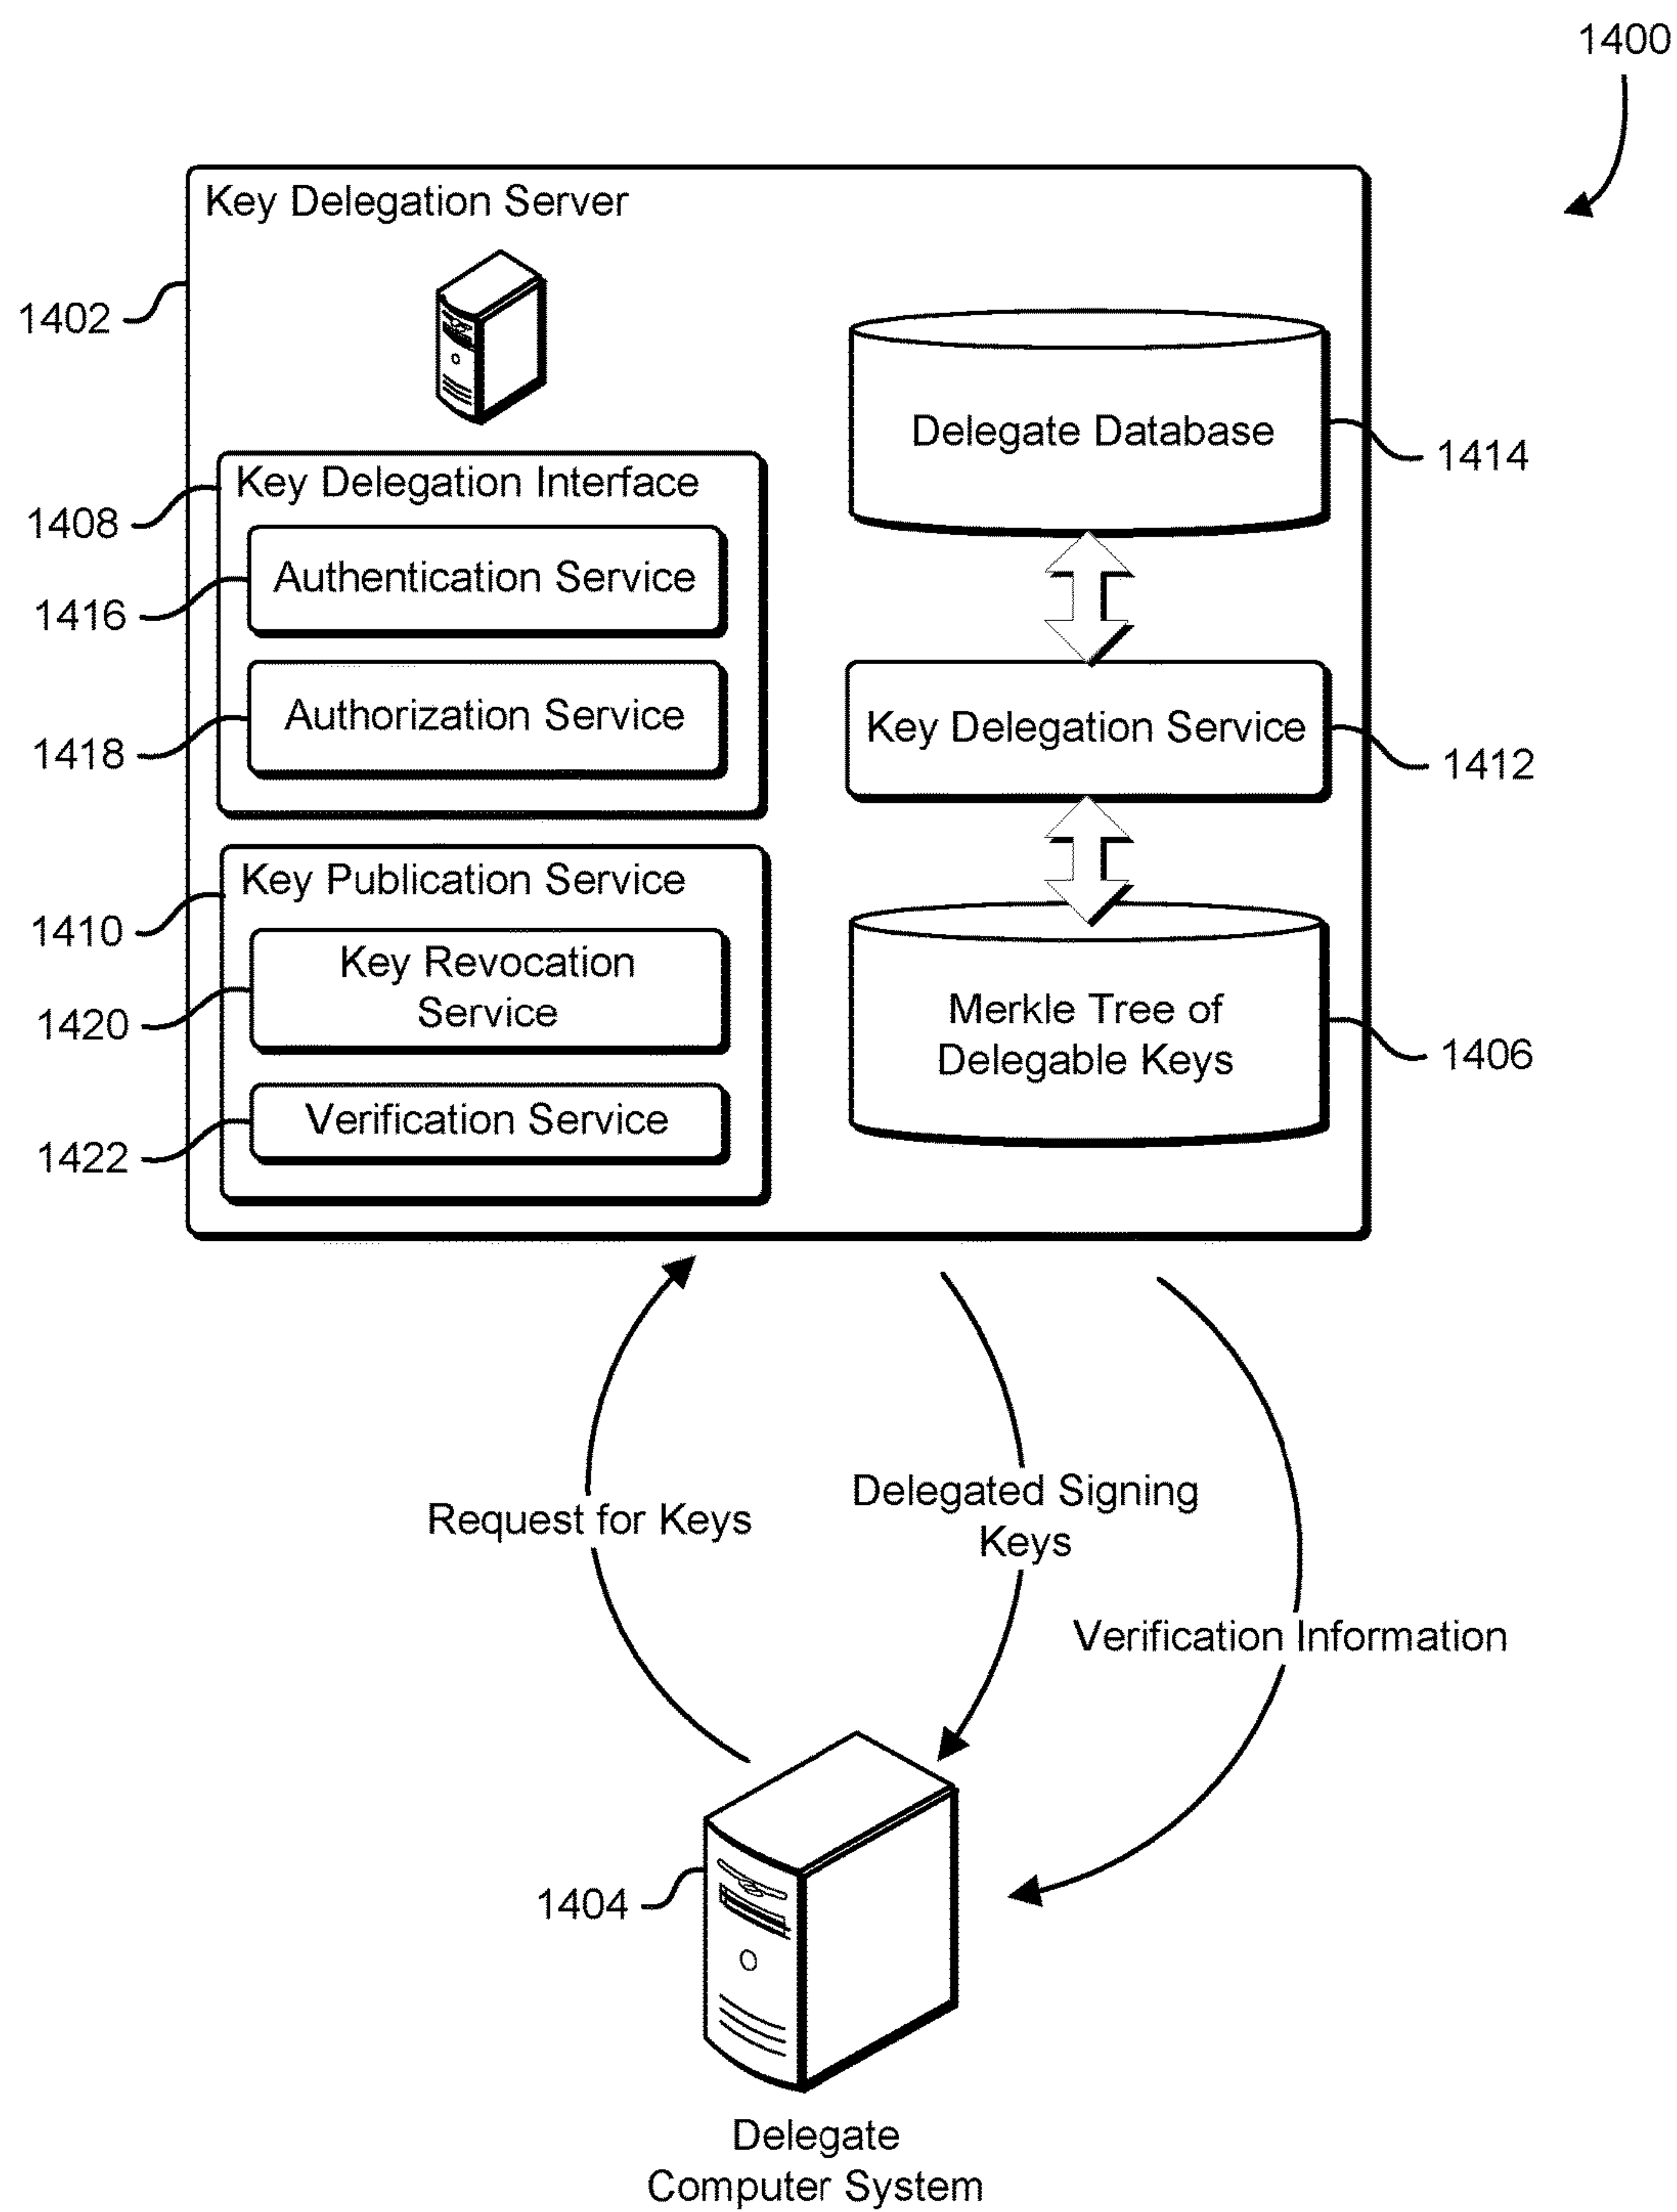 1400
Key Delegation Server
1402
Delegate Database
1414
Key Delegation Interface
1408
Authentication Service
1416
Authorization Service
1418
Key Delegation Service
1412
Key Publication Service
1410
Key Revocation
Service
1420
Merkle Tree of
Delegable Keys
1406
Verification Service
1422
Request for Keys
Delegated Signing
Keys
Verification Information
1404
Delegate
Computer System